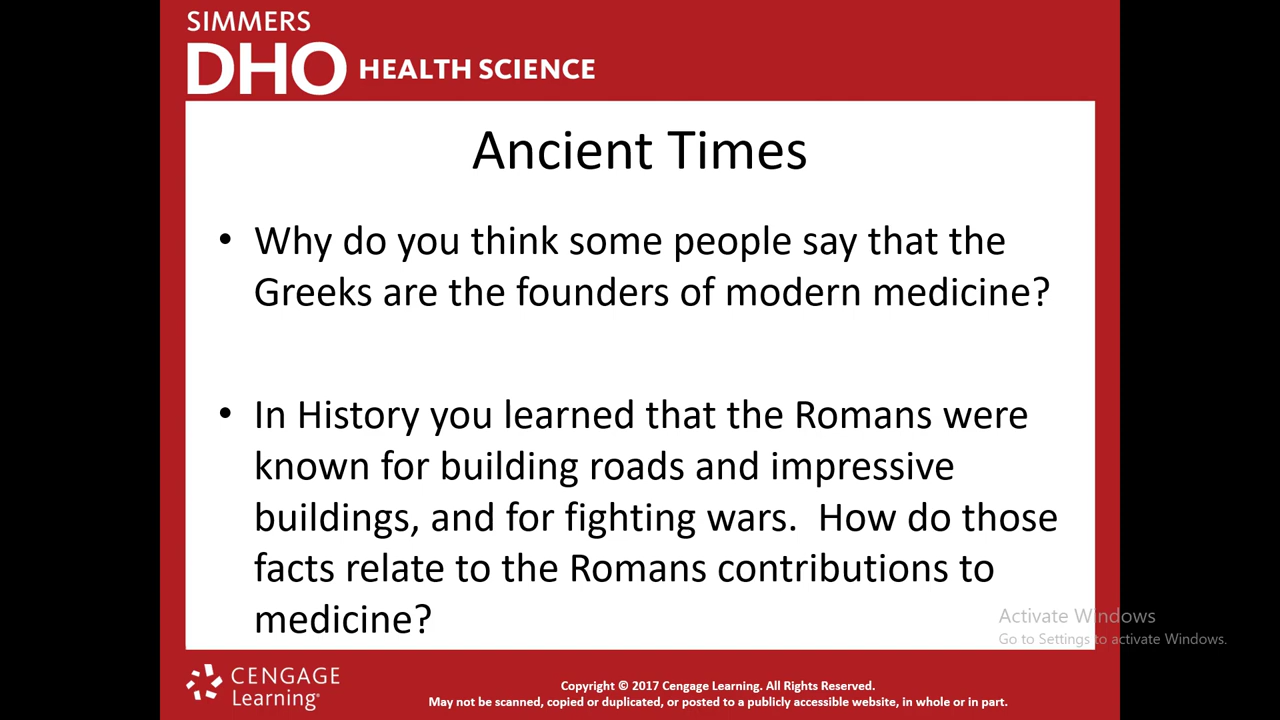 SIMMERS
DHO HEALTH SCIENCE
Ancient Times
• Why do you think some people say that the
Greeks are the founders of modern medicine?
• In History you learned that the Romans were
known for building roads and impressive
buildings, and for fighting wars.  How do those
facts relate to the Romans contributions to
medicine?
Activate Windows
Go to Settings to activate Windows.
CENGAGE
Learning®
Copyright © 2017 Cengage Learning. All Rights Reserved.
May not be scanned, copied or duplicated, or posted to a publicly accessible website, in whole or in part.